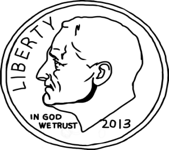 LIBERTY
IN GOD
WE TRUST
2013